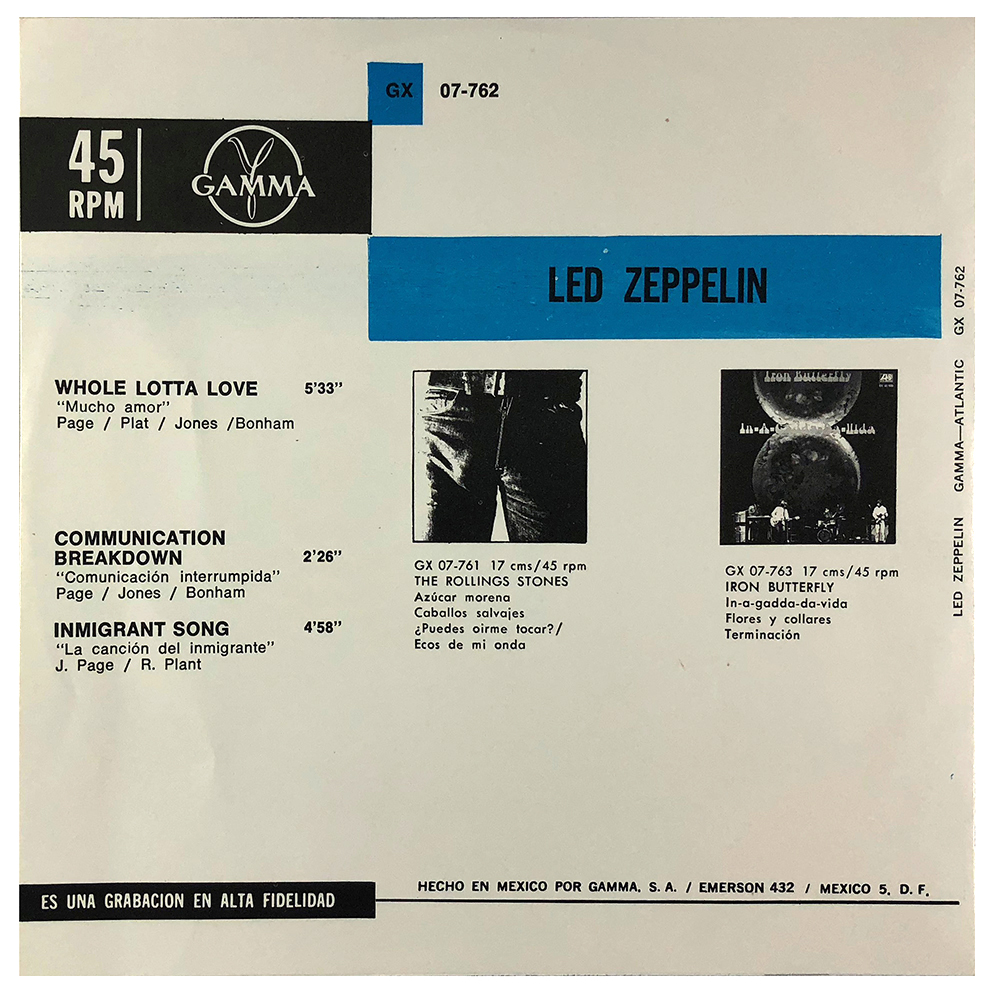 GX 07-762
45
RPM
GAMMA
LED ZEPPELIN
WHOLE LOTTA LOVE 5'33"
"Mucho amor"
Page / Plat / Jones /Bonham
COMMUNICATION
BREAKDOWN 2'26"
"Comunicación interrumpida"
Page / Jones / Bonham
INMIGRANT SONG 4'58"
"La canción del inmigrante"
J. Page / R. Plant
GX 07-761 17 cms/45 rpm
THE ROLLINGS STONES
Azúcar morena
Caballos salvajes
¿Puedes oirme tocar?/
Ecos de mi onda
Iron Butterfly
GX 07-763 17 cms/45 rpm
IRON BUTTERFLY
In-a-gadda-da-vida
Flores y collares
Terminación
LED ZEPPELIN GAMMA—ATLANTIC GX 07-762
ES UNA GRABACION EN ALTA FIDELIDAD
HECHO EN MEXICO POR GAMMA, S. A. / EMERSON 432 / MEXICO 5, D. F.